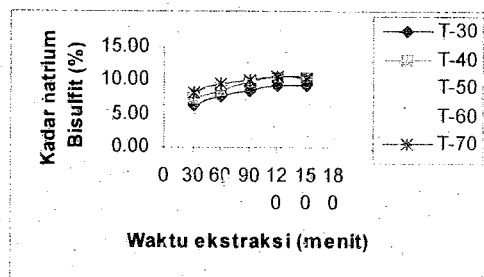 Kadar natrium
Bisulfit (%)
15.00
10.00
5.00
0.00
0 30 60 90 12 15 18
0 0 0
Waktu ekstraksi (menit)
T-30
T-40
T-50
T-60
T-70